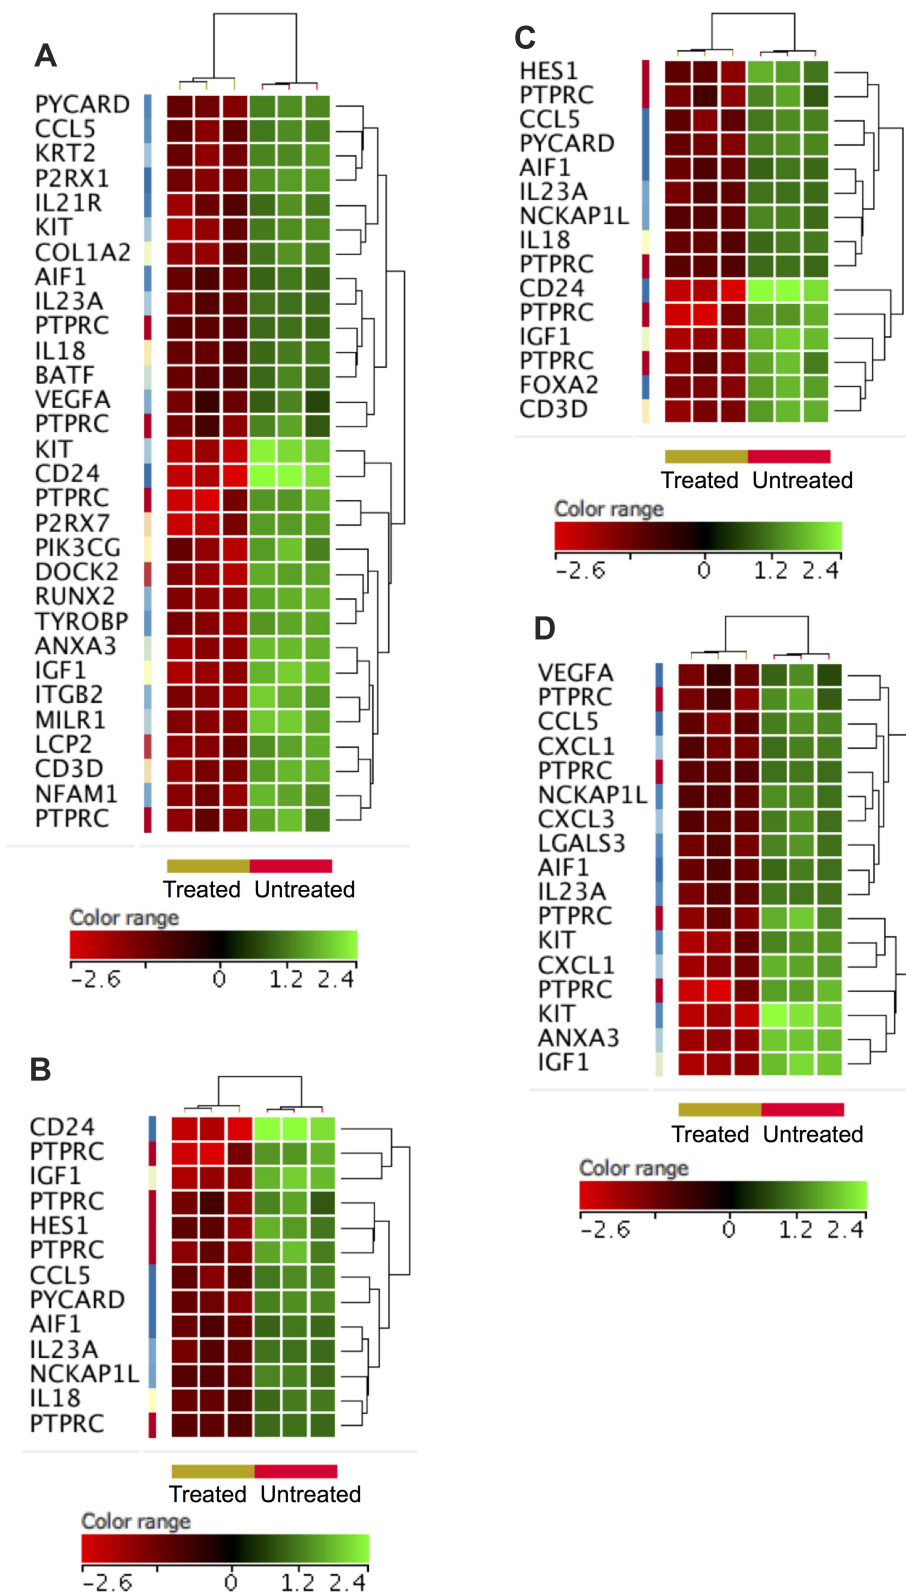 A
PYCARD
CCL5
KRT2
P2RX1
IL21R
KIT
COL1A2
AIF1
IL23A
PTPRC
IL18
BATF
VEGFA
PTPRC
KIT
CD24
PTPRC
P2RX7
PIK3CG
DOCK2
RUNX2
TYROBP
ANXA3
IGF1
ITGB2
MILR1
LCP2
CD3D
NFAM1
PTPRC
Treated Untreated
Color range
-2.6 0 1.2 2.4
B
CD24
PTPRC
IGF1
PTPRC
HES1
PTPRC
CCL5
PYCARD
AIF1
IL23A
NCKAP1L
IL18
PTPRC
Treated Untreated
Color range
-2.6 0 1.2 2.4
C
HES1
PTPRC
CCL5
PYCARD
AIF1
IL23A
NCKAP1L
IL18
PTPRC
CD24
PTPRC
IGF1
PTPRC
FOXA2
CD3D
Treated Untreated
Color range
-2.6 0 1.2 2.4
D
VEGFA
PTPRC
CCL5
CXCL1
PTPRC
NCKAP1L
CXCL3
LGALS3
AIF1
IL23A
PTPRC
KIT
CXCL1
PTPRC
KIT
ANXA3
IGF1
Treated Untreated
Color range
-2.6 0 1.2 2.4